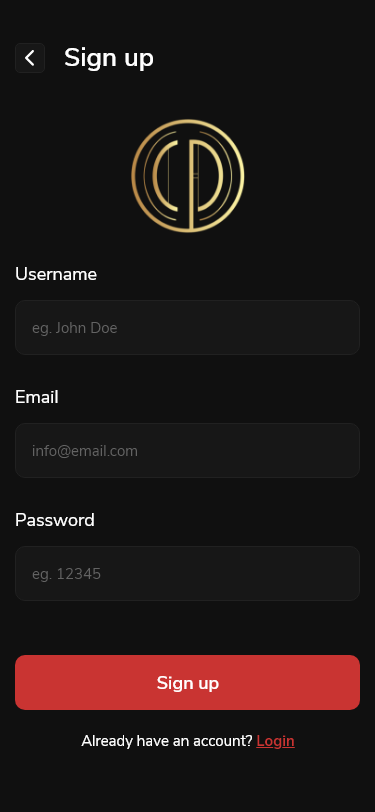 Sign up
Username
eg. John Doe
Email
info@email.com
Password
eg. 12345
Sign up
Already have an account? Login